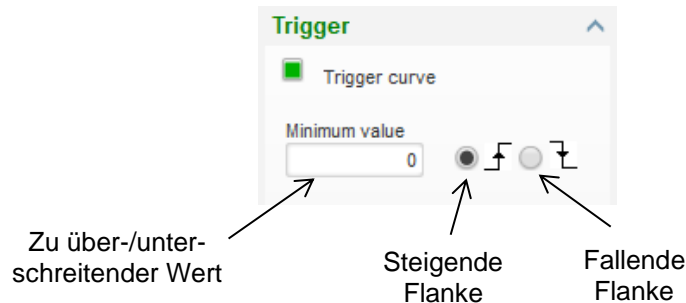 Trigger
Trigger curve
Minimum value
0
Zu über-/unter-
schreitender Wert
Steigende
Flanke
Fallende
Flanke